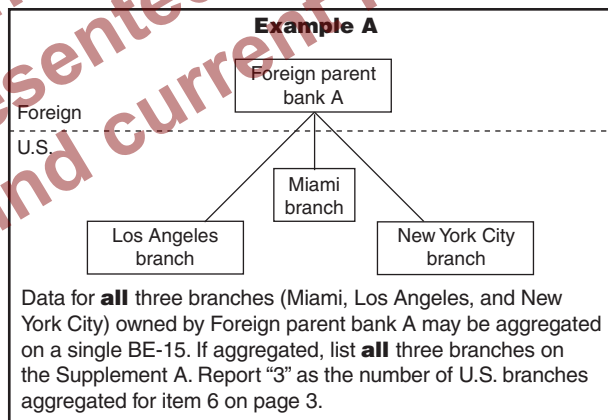 Example A
Foreign parent
bank A
Foreign
U.S.
Miami
branch
Los Angeles
branch
New York City
branch
Data for all three branches (Miami, Los Angeles, and New
York City) owned by Foreign parent bank A may be aggregated
on a single BE-15. If aggregated, list all three branches on
the Supplement A. Report “3” as the number of U.S. branches
aggregated for item 6 on page 3.
and current